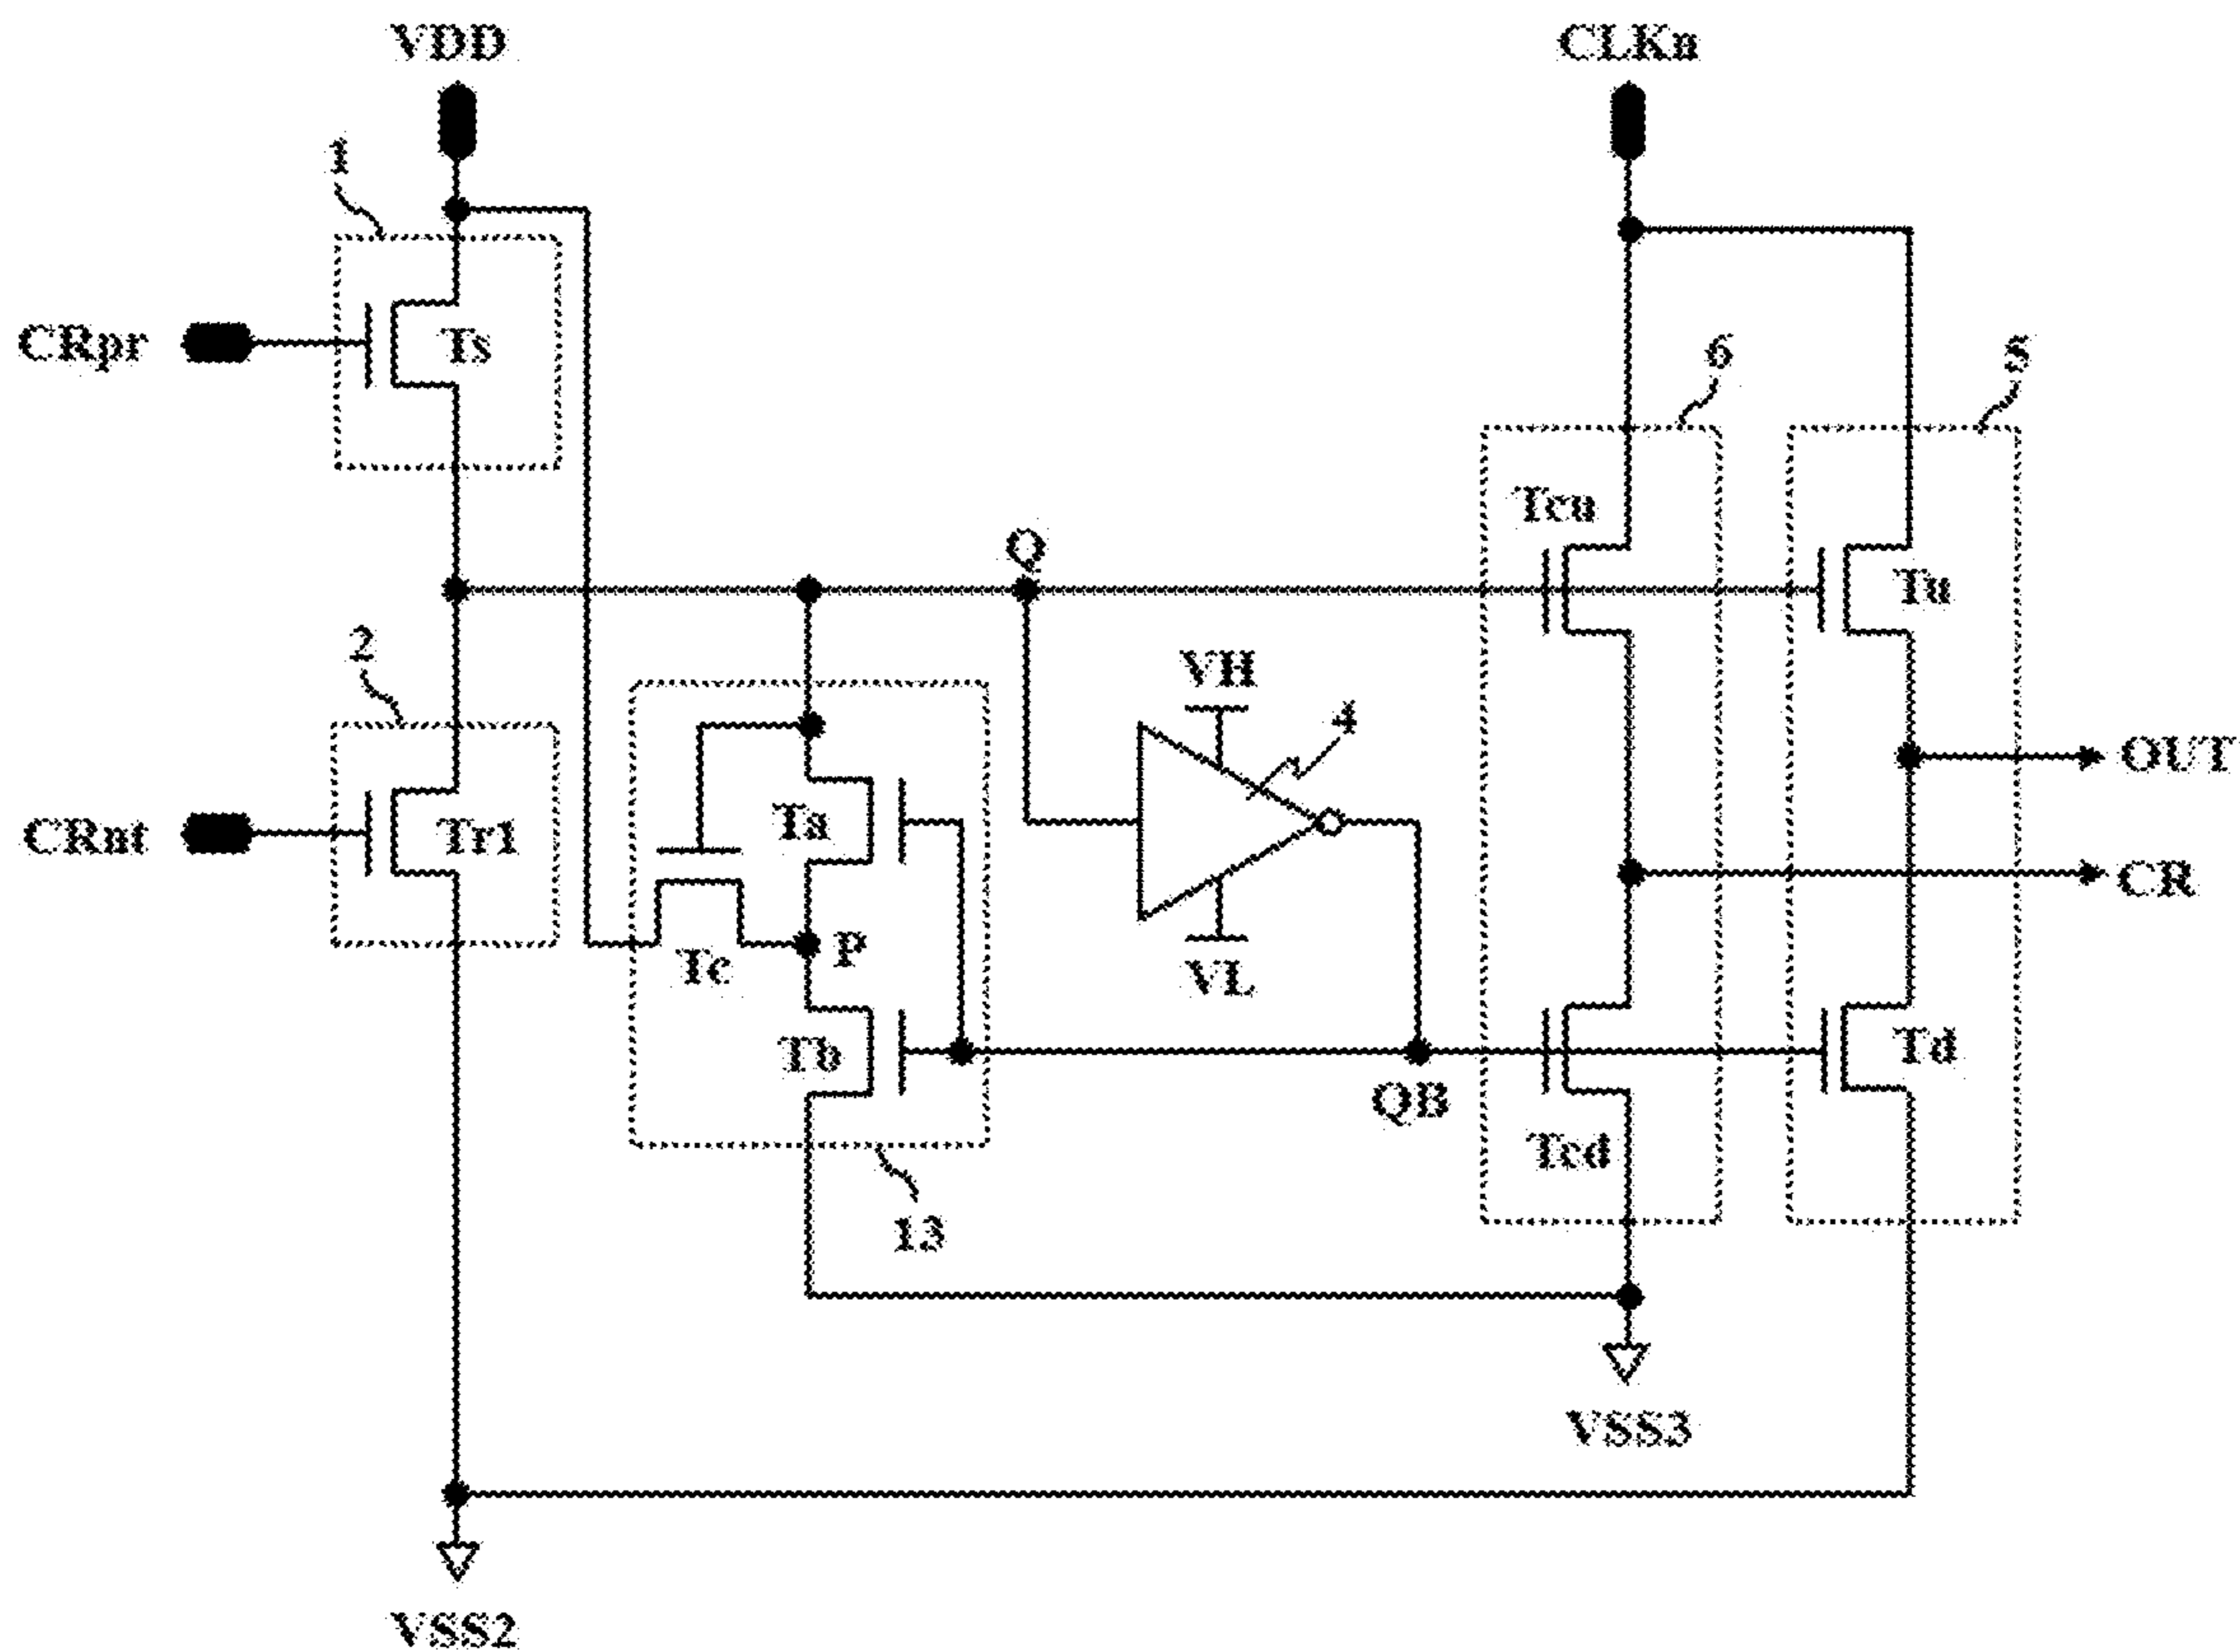 VDD
CLKn
1
CRpr
Ts
6
5
Tcu
Q
Tu
2
VH
4
OUT
CRnt
Tr1
Ta
CR
P
Tc
VL
Tb
Td
QB
Tcd
13
VSS3
VSS2